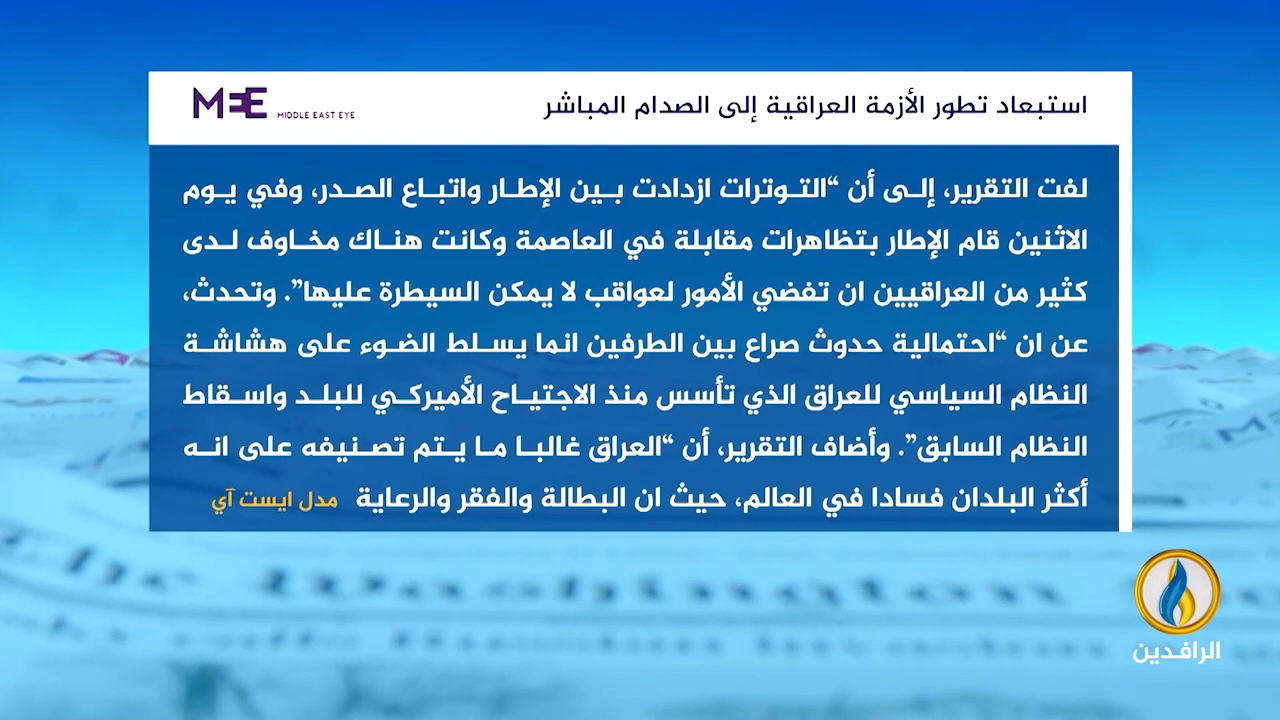 استبعاد تطور الأزمة العراقية إلى الصدام المباشر
MEE MIDDLE EAST EYE
لفت التقرير، إلى أن “التوترات ازدادت بين الإطار واتباع الصدر، وفي يوم
الاثنين قام الإطار بتظاهرات مقابلة في العاصمة وكانت هناك مخاوف لدى
كثير من العراقيين ان تفضي الأمور لعواقب لا يمكن السيطرة عليها”. وتحدث،
عن ان “احتمالية حدوث صراع بين الطرفين انما يسلط الضوء على هشاشة
النظام السياسي للعراق الذي تأسس منذ الاجتياح الأميركي للبلد واسقاط
النظام السابق”. وأضاف التقرير، أن “العراق غالبا ما يتم تصنيفه على انه
أكثر البلدان فسادا في العالم، حيث ان البطالة والفقر والرعاية مدل ايست آي
الرافدين